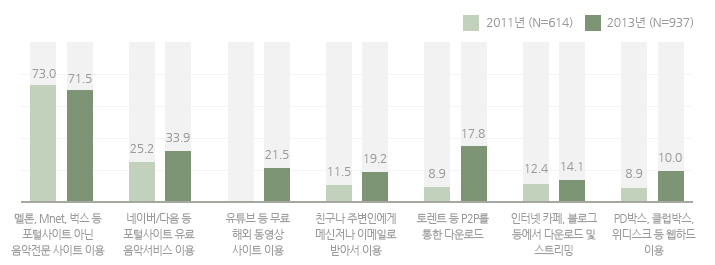 2011년 (N=614) 2013년 (N=937)
73.0 71.5 25.2 33.9 21.5 11.5 19.2 8.9 17.8 12.4 14.1 8.9 10.0
멜론, Mnet, 벅스 등
포털사이트 아닌
음악전문 사이트 이용
네이버/다음 등
포털사이트 유료
음악서비스 이용
유튜브 등 무료
해외 동영상
사이트 이용
친구나 주변인에게
메신저나 이메일로
받아서 이용
토렌트 등 P2P를
통한 다운로드
인터넷 카페, 블로그
등에서 다운로드 및
스트리밍
PD박스, 클럽박스,
위디스크 등 웹하드
이용